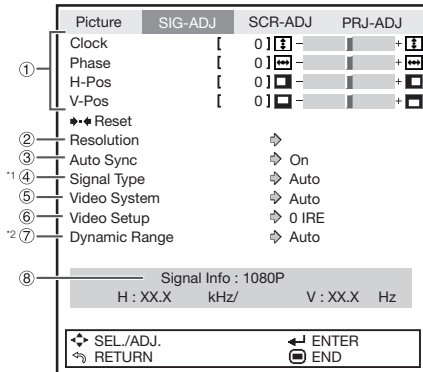 Picture SIG-ADJ SCR-ADJ PRJ-ADJ
① Clock [ 0 ] − +
Phase [ 0 ] − +
H-Pos [ 0 ] − +
V-Pos [ 0 ] − +
Reset
② Resolution
③ Auto Sync On
*1 ④ Signal Type Auto
⑤ Video System Auto
⑥ Video Setup 0 IRE
*2 ⑦ Dynamic Range Auto
⑧ Signal Info : 1080P
H : XX.X kHz/ V : XX.X Hz
SEL./ADJ. ENTER
RETURN END